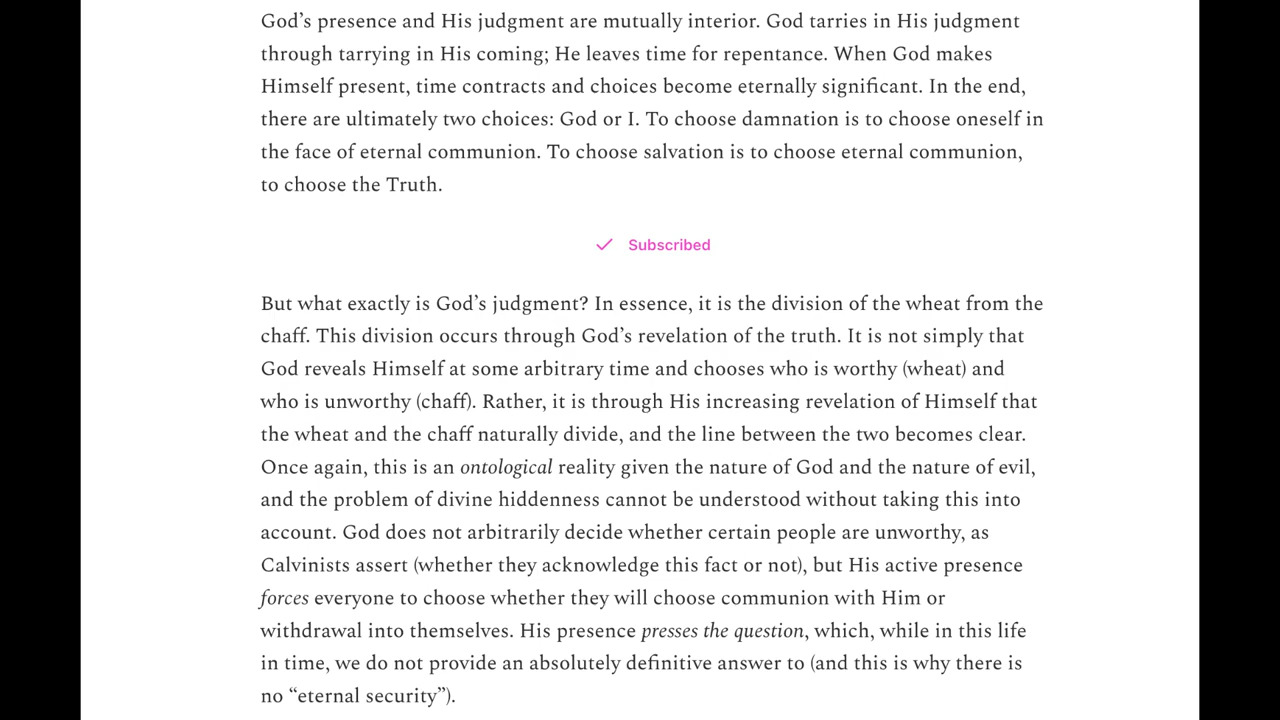 God’s presence and His judgment are mutually interior. God tarries in His judgment
through tarrying in His coming; He leaves time for repentance. When God makes
Himself present, time contracts and choices become eternally significant. In the end,
there are ultimately two choices: God or I. To choose damnation is to choose oneself in
the face of eternal communion. To choose salvation is to choose eternal communion,
to choose the Truth.
Subscribed
But what exactly is God’s judgment? In essence, it is the division of the wheat from the
chaff. This division occurs through God’s revelation of the truth. It is not simply that
God reveals Himself at some arbitrary time and chooses who is worthy (wheat) and
who is unworthy (chaff). Rather, it is through His increasing revelation of Himself that
the wheat and the chaff naturally divide, and the line between the two becomes clear.
Once again, this is an ontological reality given the nature of God and the nature of evil,
and the problem of divine hiddenness cannot be understood without taking this into
account. God does not arbitrarily decide whether certain people are unworthy, as
Calvinists assert (whether they acknowledge this fact or not), but His active presence
forces everyone to choose whether they will choose communion with Him or
withdrawal into themselves. His presence presses the question, which, while in this life
in time, we do not provide an absolutely definitive answer to (and this is why there is
no “eternal security”).